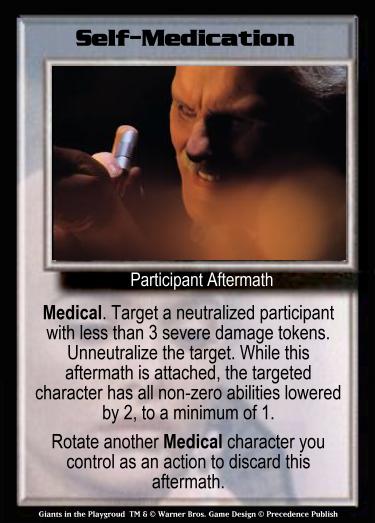 Self-Medication
Participant Aftermath
Medical. Target a neutralized participant
with less than 3 severe damage tokens.
Unneutralize the target. While this
aftermath is attached, the targeted
character has all non-zero abilities lowered
by 2, to a minimum of 1.
Rotate another Medical character you
control as an action to discard this
aftermath.
Giants in the Playgroud TM & © Warner Bros. Game Design © Precedence Publish